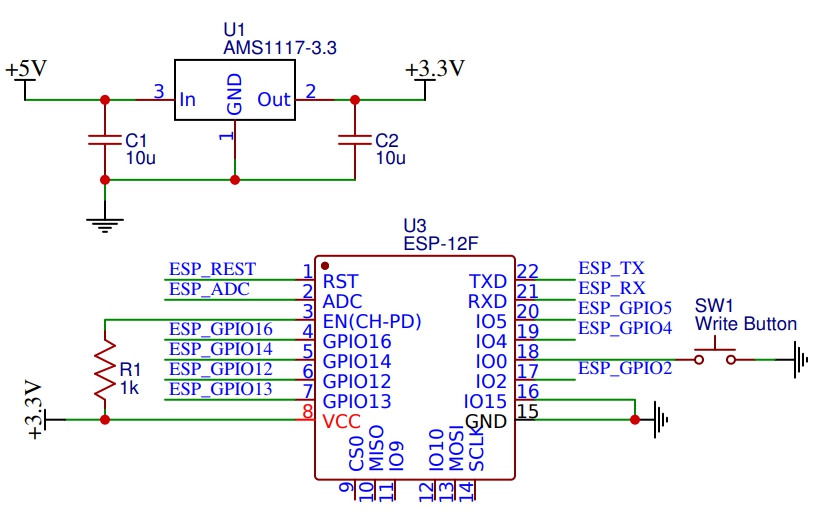 U1
AMS1117-3.3
+5V
+3.3V
3 In GND Out 2
1
C1
10u
C2
10u
U3
ESP-12F
ESP_REST 1 RST TXD 22 ESP_TX
ESP_ADC 2 ADC RXD 21 ESP_RX
3 EN(CH-PD) IO5 20 ESP_GPIO5
ESP_GPIO16 4 GPIO16 IO4 19 ESP_GPIO4
ESP_GPIO14 5 GPIO14 IO0 18
ESP_GPIO12 6 GPIO12 IO2 17 ESP_GPIO2
ESP_GPIO13 7 GPIO13 IO15 16
8 VCC GND 15
SW1
Write Button
R1
1k
+3.3V
CS0 MISO IO9 IO10 MOSI SCLK
9 10 11 12 13 14